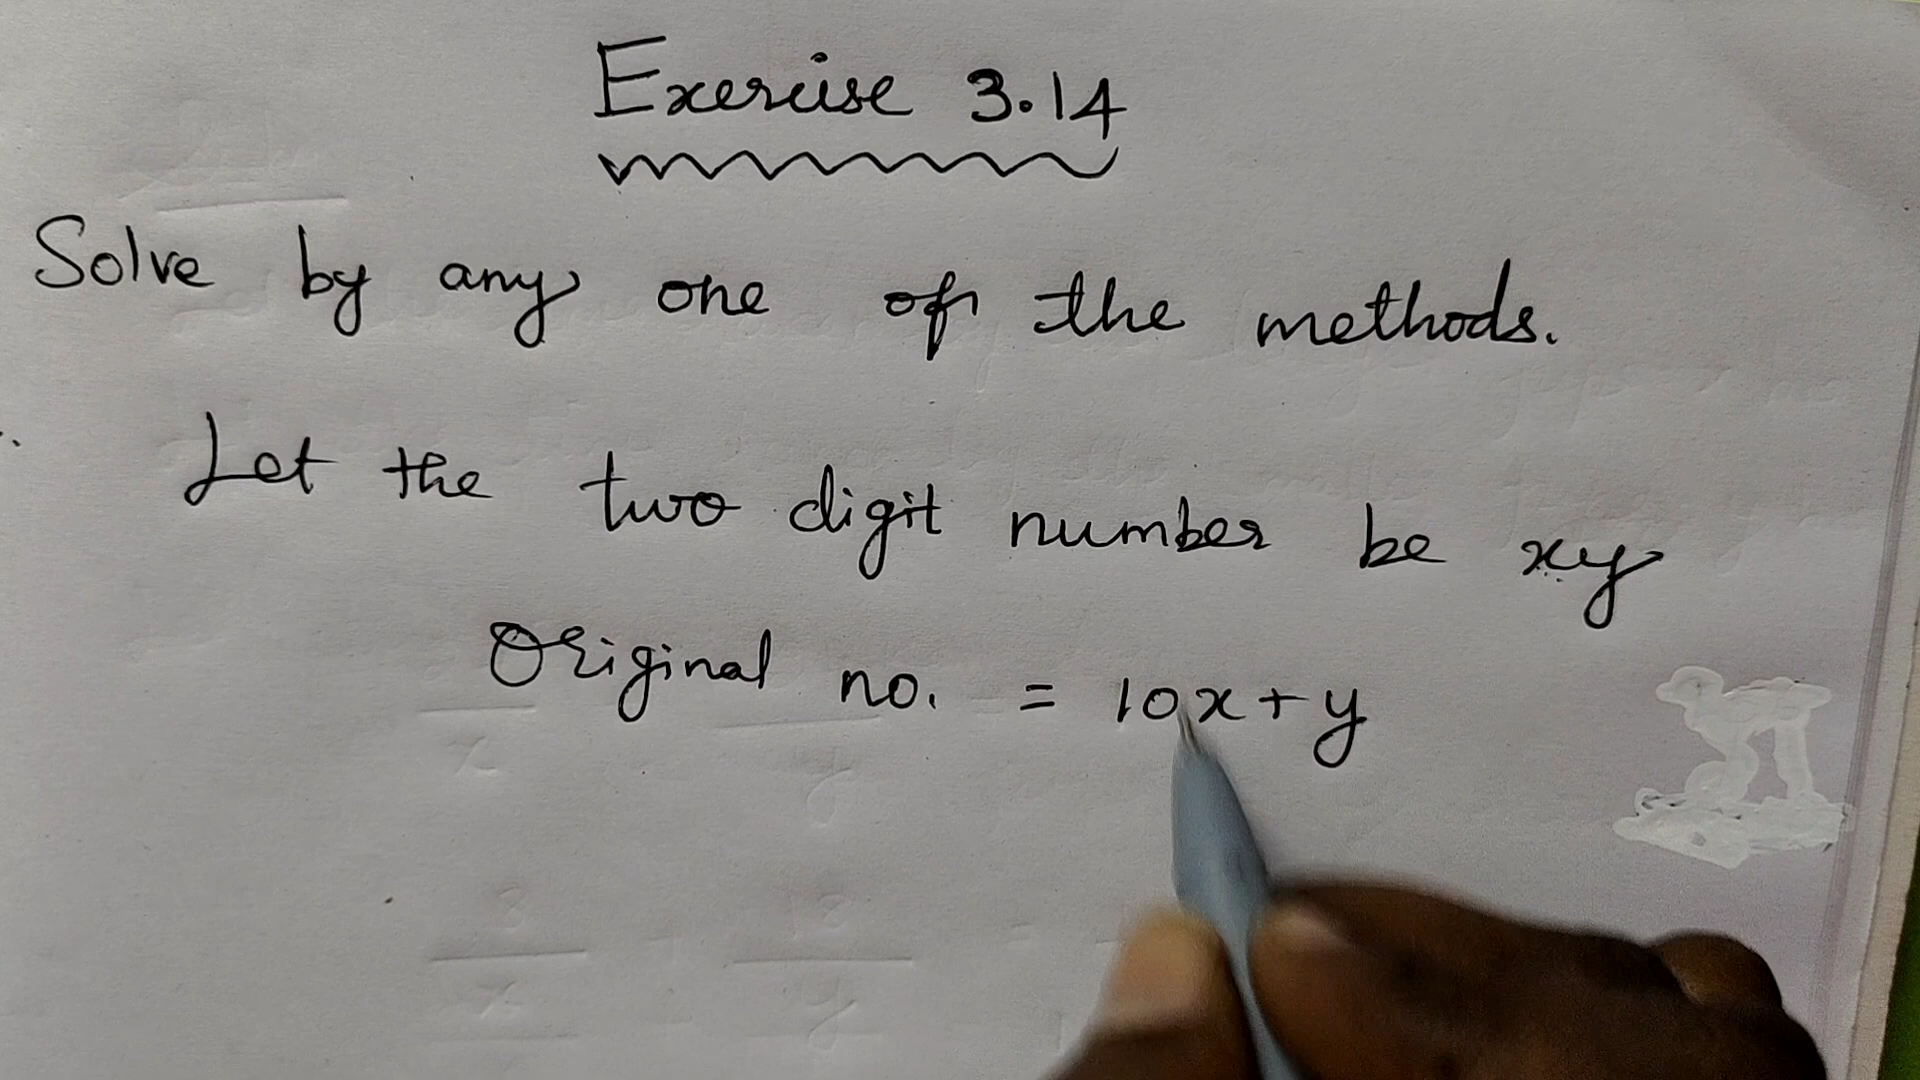 Exercise 3.14
Solve by any one of the methods.
Let the two digit number be xy
Original no. = 10x + y